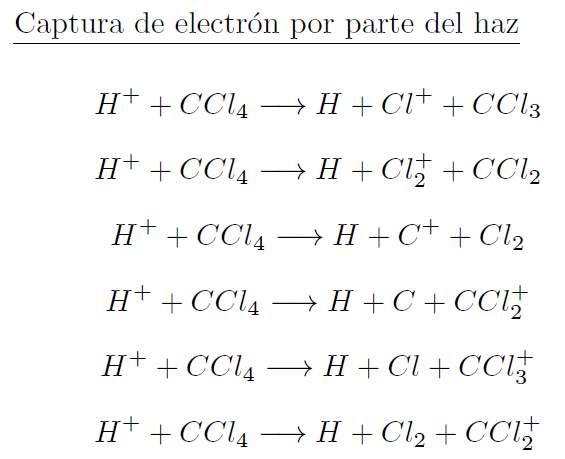 Captura de electrón por parte del haz
H⁺ + CCl₄ ⟶ H + Cl⁺ + CCl₃
H⁺ + CCl₄ ⟶ H + Cl₂⁺ + CCl₂
H⁺ + CCl₄ ⟶ H + C⁺ + Cl₂
H⁺ + CCl₄ ⟶ H + C + CCl₂⁺
H⁺ + CCl₄ ⟶ H + Cl + CCl₃⁺
H⁺ + CCl₄ ⟶ H + Cl₂ + CCl₂⁺